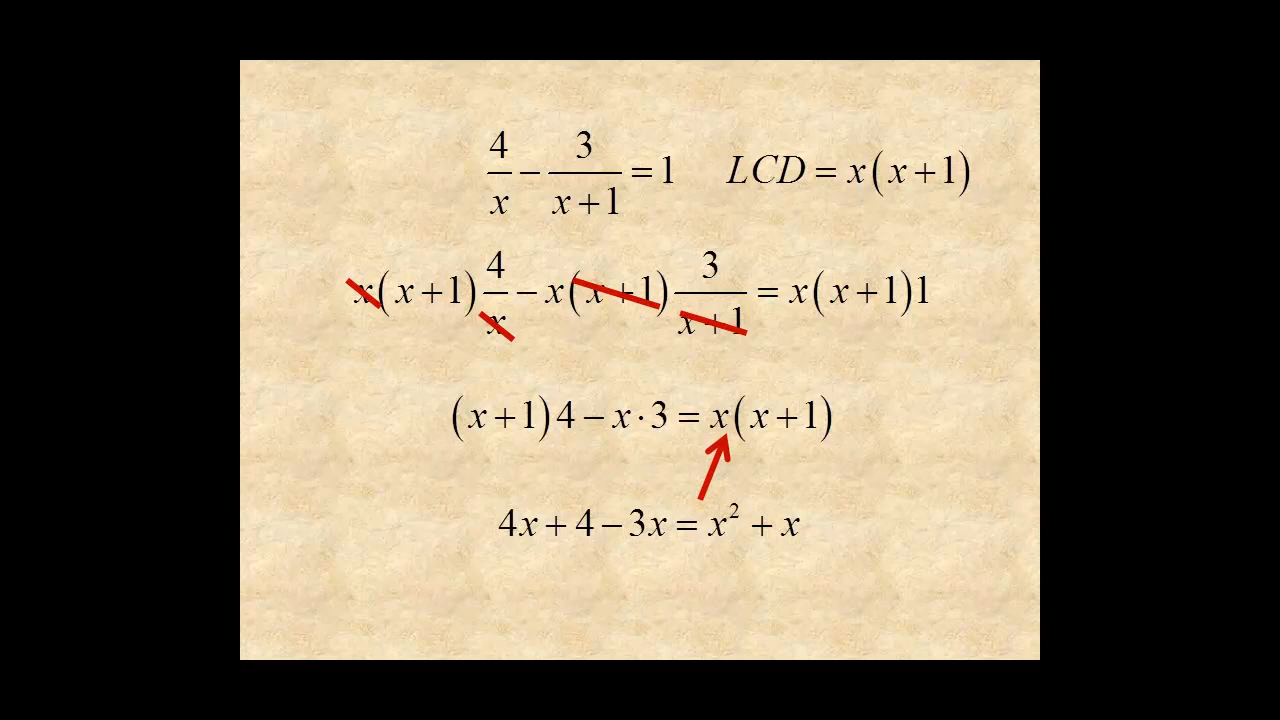 4/x − 3/(x+1) = 1 LCD = x(x+1)
x(x+1) 4/x − x(x+1) 3/(x+1) = x(x+1)1
(x+1)4 − x·3 = x(x+1)
4x + 4 − 3x = x² + x